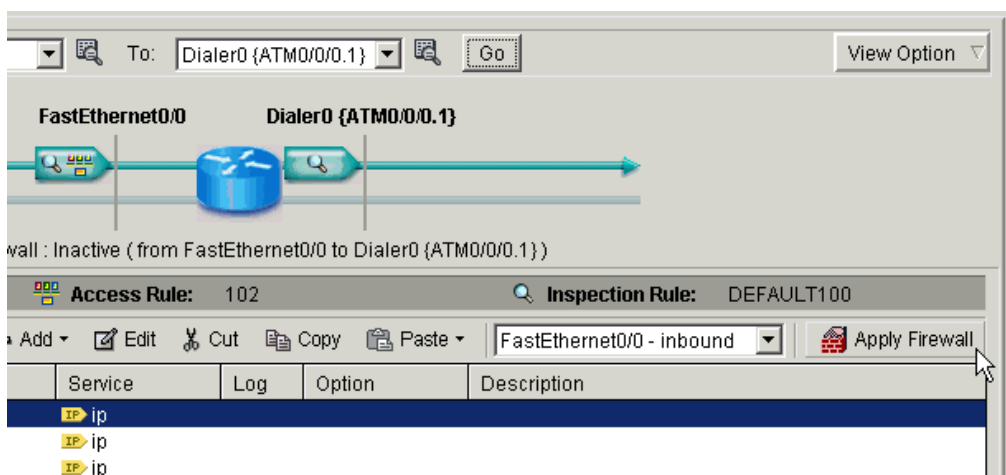 To: Dialer0 {ATM0/0/0.1} Go View Option
FastEthernet0/0 Dialer0 {ATM0/0/0.1}
wall : Inactive ( from FastEthernet0/0 to Dialer0 {ATM0/0/0.1} )
Access Rule: 102 Inspection Rule: DEFAULT100
Add Edit Cut Copy Paste FastEthernet0/0 - inbound Apply Firewall
Service Log Option Description
IP ip
IP ip
IP ip